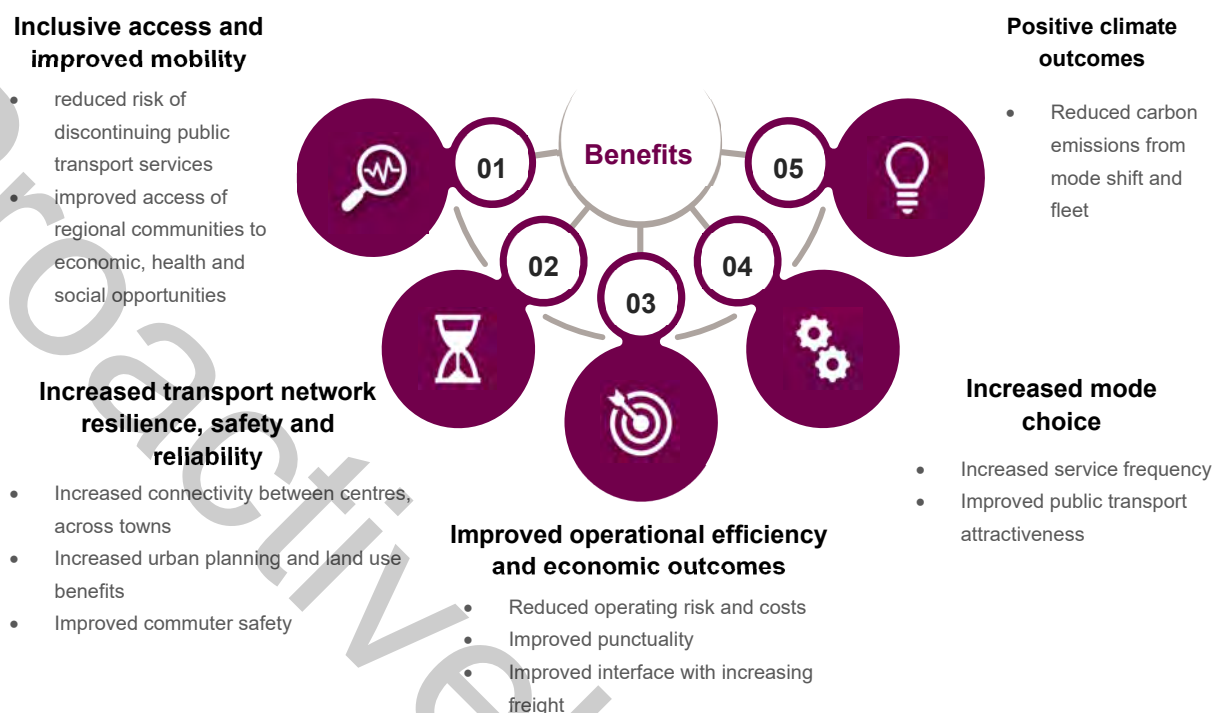 Inclusive access and
improved mobility
• reduced risk of
discontinuing public
transport services
• improved access of
regional communities to
economic, health and
social opportunities
Increased transport network
resilience, safety and
reliability
• Increased connectivity between centres,
across towns
• Increased urban planning and land use
benefits
• Improved commuter safety
Benefits
01
02
03
04
05
Improved operational efficiency
and economic outcomes
• Reduced operating risk and costs
• Improved punctuality
• Improved interface with increasing
freight
Increased mode
choice
• Increased service frequency
• Improved public transport
attractiveness
Positive climate
outcomes
• Reduced carbon
emissions from
mode shift and
fleet